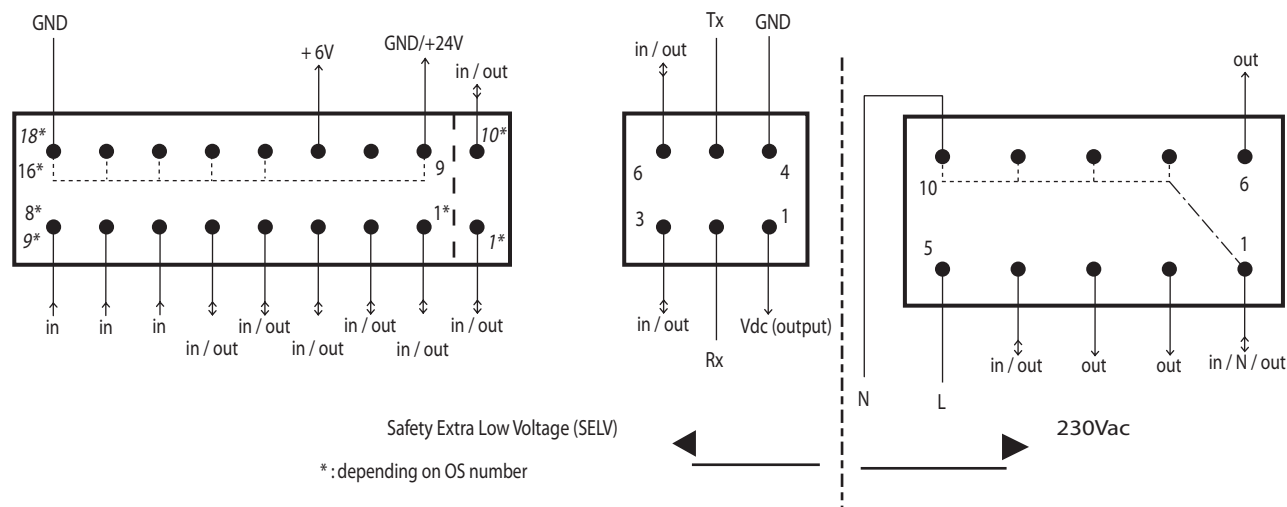 GND
+ 6V
GND/+24V
in / out
18*
16*
9
10*
8*
9*
1*
1*
in
in
in
in / out
in / out
in / out
in / out
in / out
in / out
in / out
Tx
GND
6
4
3
1
in / out
Rx
Vdc (output)
out
10
6
5
1
N
L
in / out
out
out
in / N / out
Safety Extra Low Voltage (SELV)
230Vac
* : depending on OS number